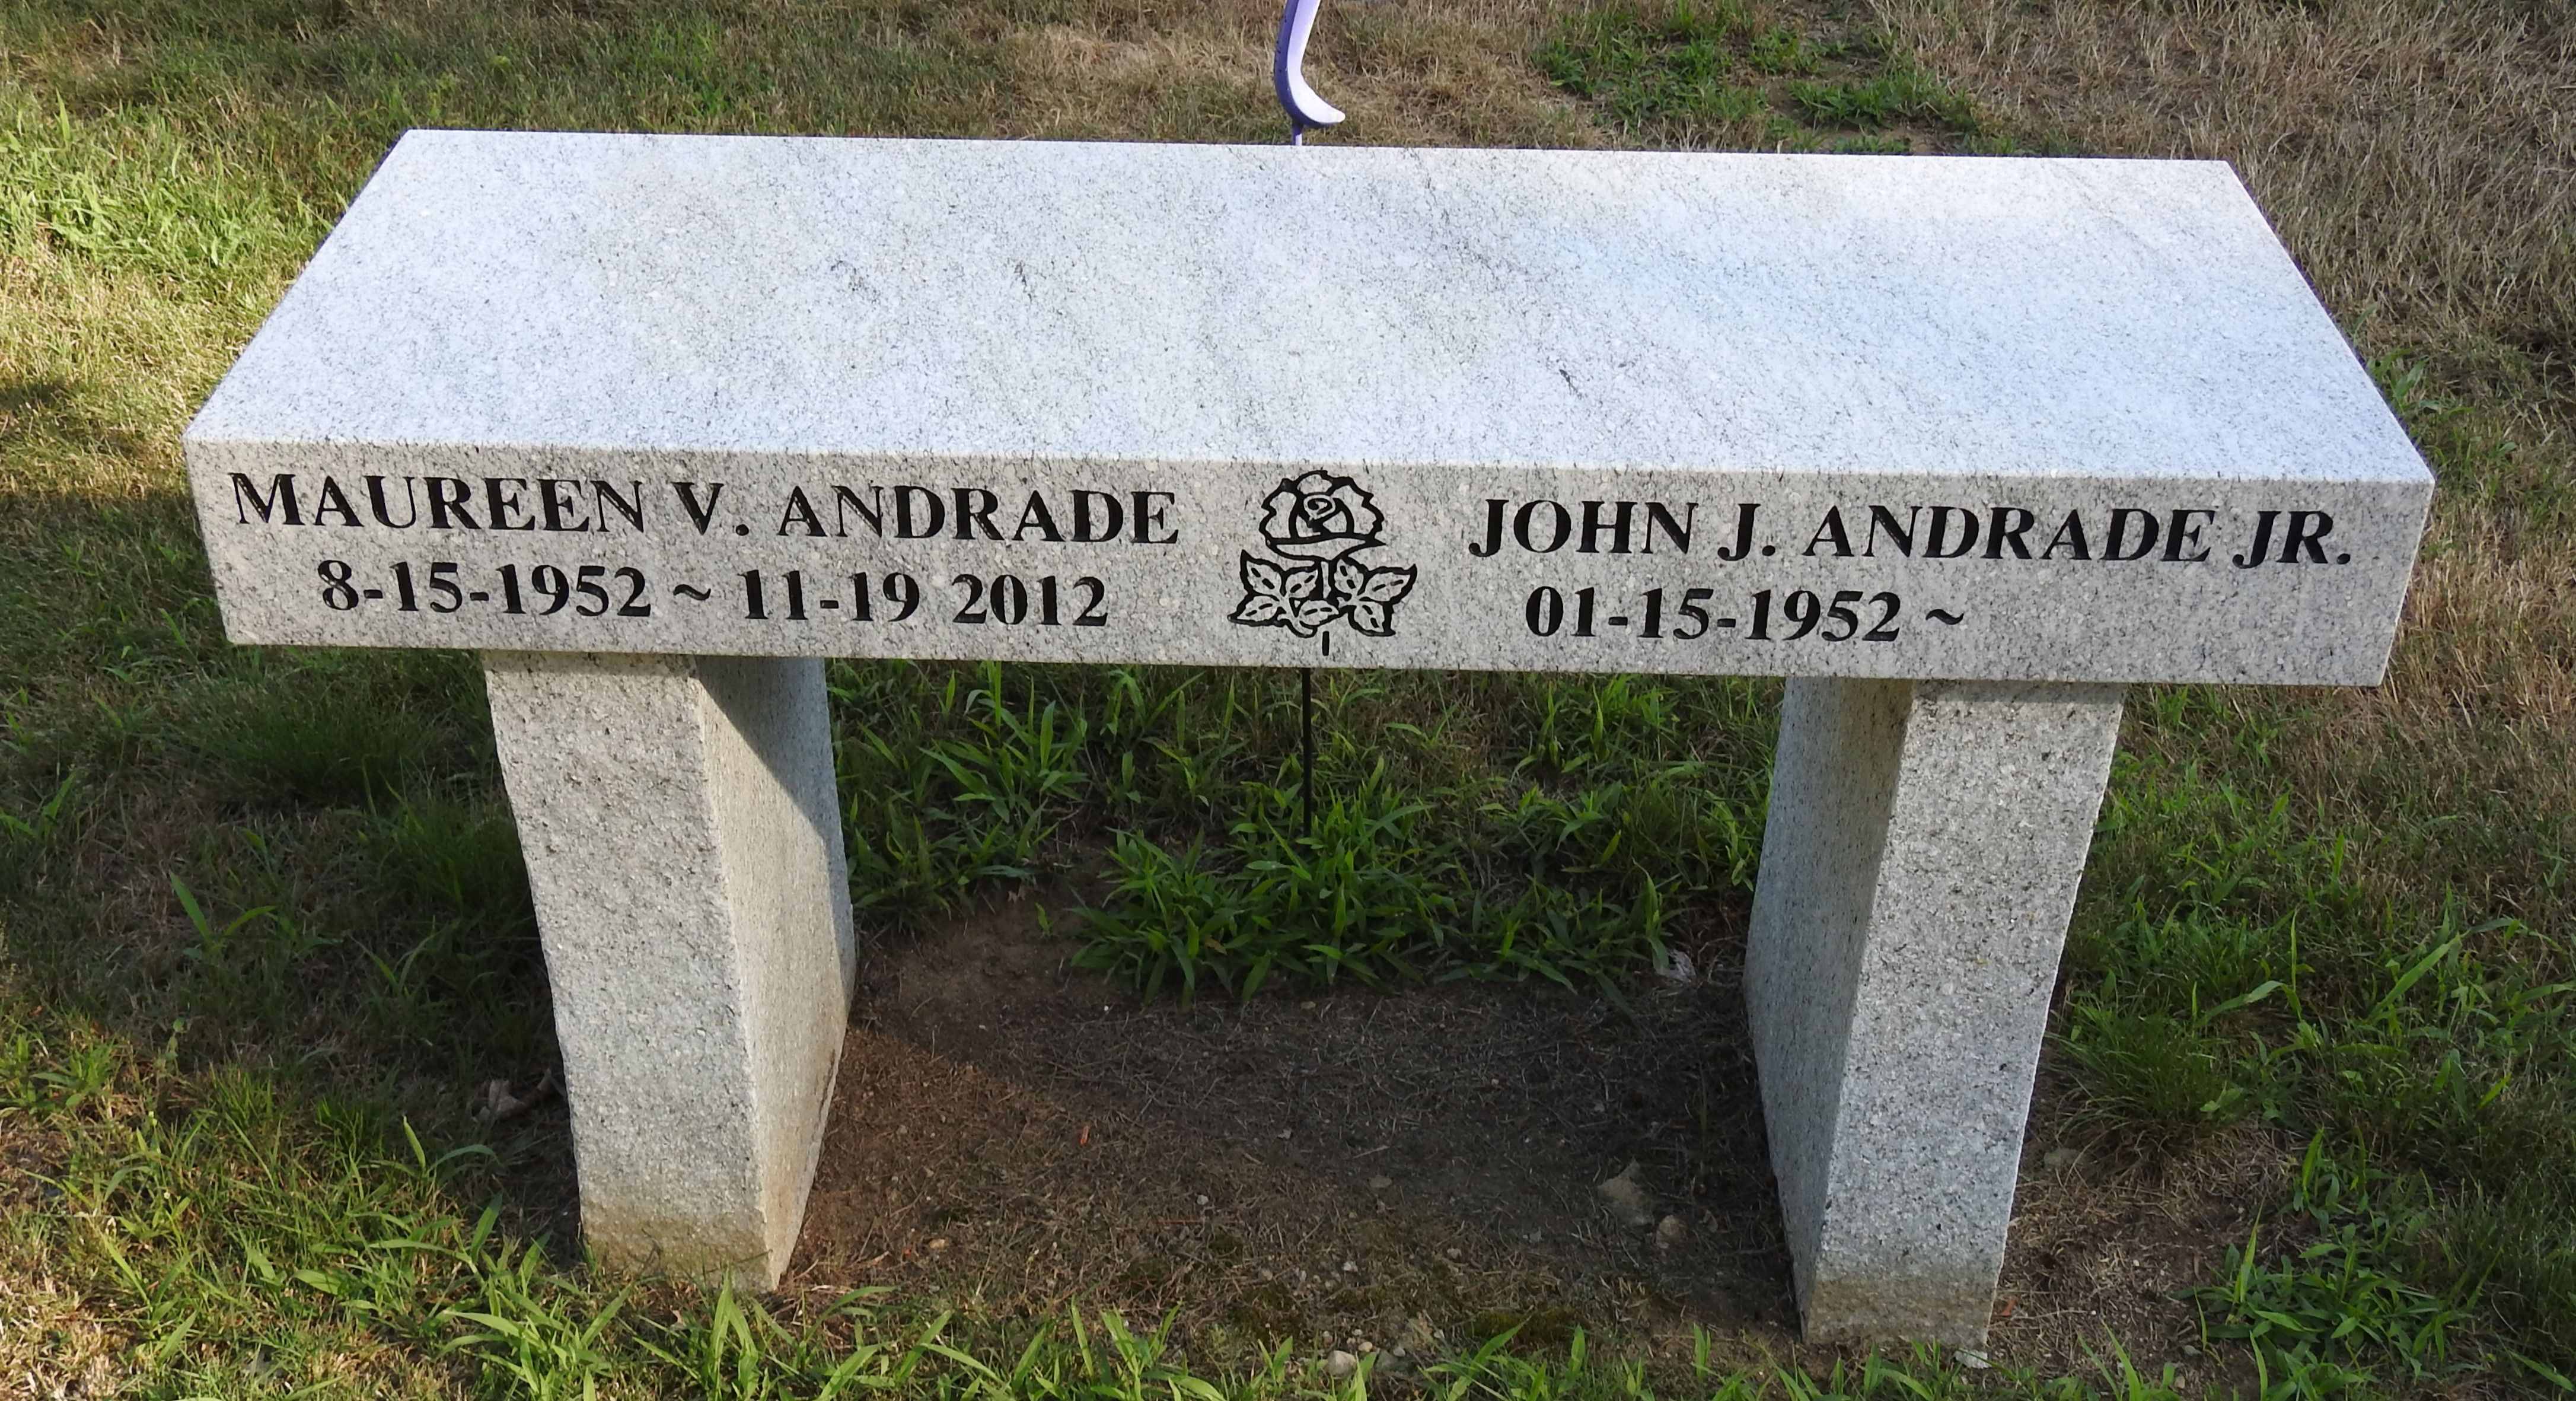 MAUREEN V. ANDRADE
8-15-1952 ~ 11-19 2012
JOHN J. ANDRADE JR.
01-15-1952 ~